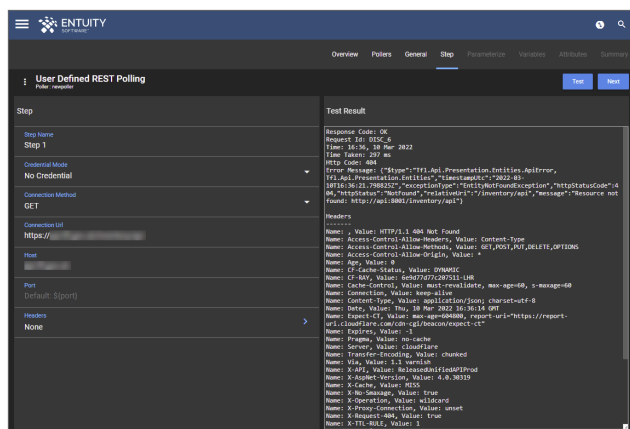 ENTUITY
SOFTWARE
Overview Pollers General Step Parameterize Variables Attributes Summary
User Defined REST Polling
Poller : newpoller
Test Next
Step
Step Name
Step 1
Credential Mode
No Credential
Connection Method
GET
Connection Url
https://
Host
Port
Default: ${port}
Headers
None
Test Result
Response Code: OK
Request Id: DISC_6
Time: 16:36, 10 Mar 2022
Time Taken: 297 ms
Http Code: 404
Error Message: {"$type":"Tfl.Api.Presentation.Entities.ApiError,
Tfl.Api.Presentation.Entities","timestampUtc":"2022-03-
10T16:36:21.798825Z","exceptionType":"EntityNotFoundException","httpStatusCode":4
04,"httpStatus":"NotFound","relativeUri":"/inventory/api","message":"Resource not
found: http://api:8001/inventory/api"}
Headers
-------
Name: , Value: HTTP/1.1 404 Not Found
Name: Access-Control-Allow-Headers, Value: Content-Type
Name: Access-Control-Allow-Methods, Value: GET,POST,PUT,DELETE,OPTIONS
Name: Access-Control-Allow-Origin, Value: *
Name: Age, Value: 0
Name: CF-Cache-Status, Value: DYNAMIC
Name: CF-RAY, Value: 6e9d77d77c207511-LHR
Name: Cache-Control, Value: must-revalidate, max-age=60, s-maxage=60
Name: Connection, Value: keep-alive
Name: Content-Type, Value: application/json; charset=utf-8
Name: Date, Value: Thu, 10 Mar 2022 16:36:14 GMT
Name: Expect-CT, Value: max-age=604800, report-uri="https://report-
uri.cloudflare.com/cdn-cgi/beacon/expect-ct"
Name: Expires, Value: -1
Name: Pragma, Value: no-cache
Name: Server, Value: cloudflare
Name: Transfer-Encoding, Value: chunked
Name: Via, Value: 1.1 varnish
Name: X-API, Value: ReleasedUnifiedAPIProd
Name: X-AspNet-Version, Value: 4.0.30319
Name: X-Cache, Value: MISS
Name: X-No-Smaxage, Value: true
Name: X-Operation, Value: wildcard
Name: X-Proxy-Connection, Value: unset
Name: X-Request-404, Value: true
Name: X-TTL-RULE, Value: 1